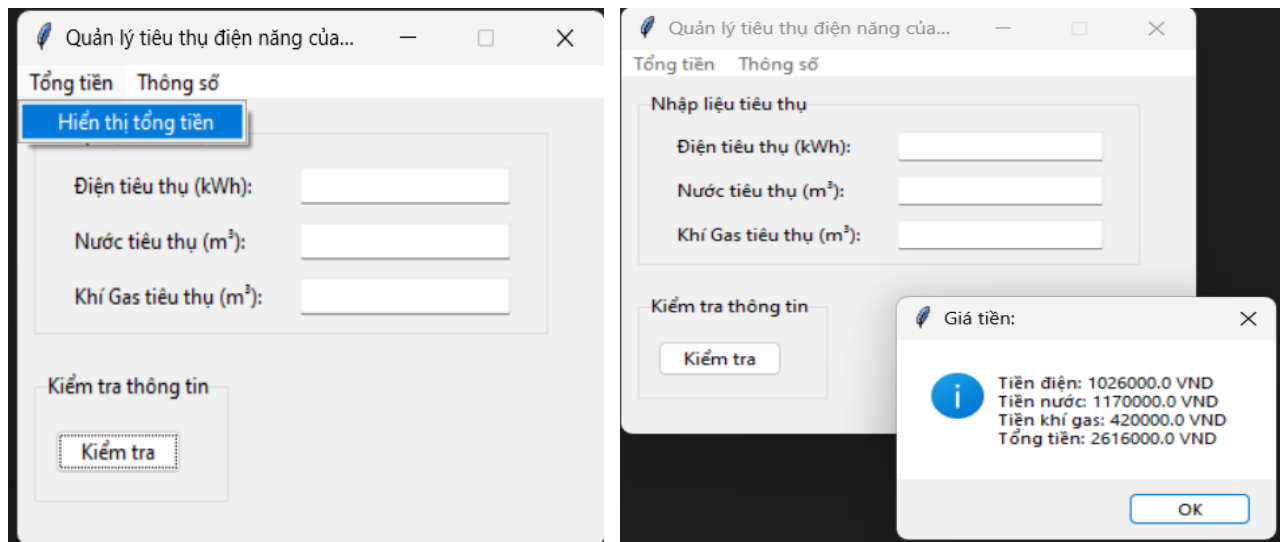 Quản lý tiêu thụ điện năng của...
Tổng tiền Thông số
Hiển thị tổng tiền
Điện tiêu thụ (kWh):
Nước tiêu thụ (m³):
Khí Gas tiêu thụ (m³):
Kiểm tra thông tin
Kiểm tra
Quản lý tiêu thụ điện năng của...
Tổng tiền Thông số
Nhập liệu tiêu thụ
Điện tiêu thụ (kWh):
Nước tiêu thụ (m³):
Khí Gas tiêu thụ (m³):
Kiểm tra thông tin
Kiểm tra
Giá tiền:
Tiền điện: 1026000.0 VND
Tiền nước: 1170000.0 VND
Tiền khí gas: 420000.0 VND
Tổng tiền: 2616000.0 VND
OK